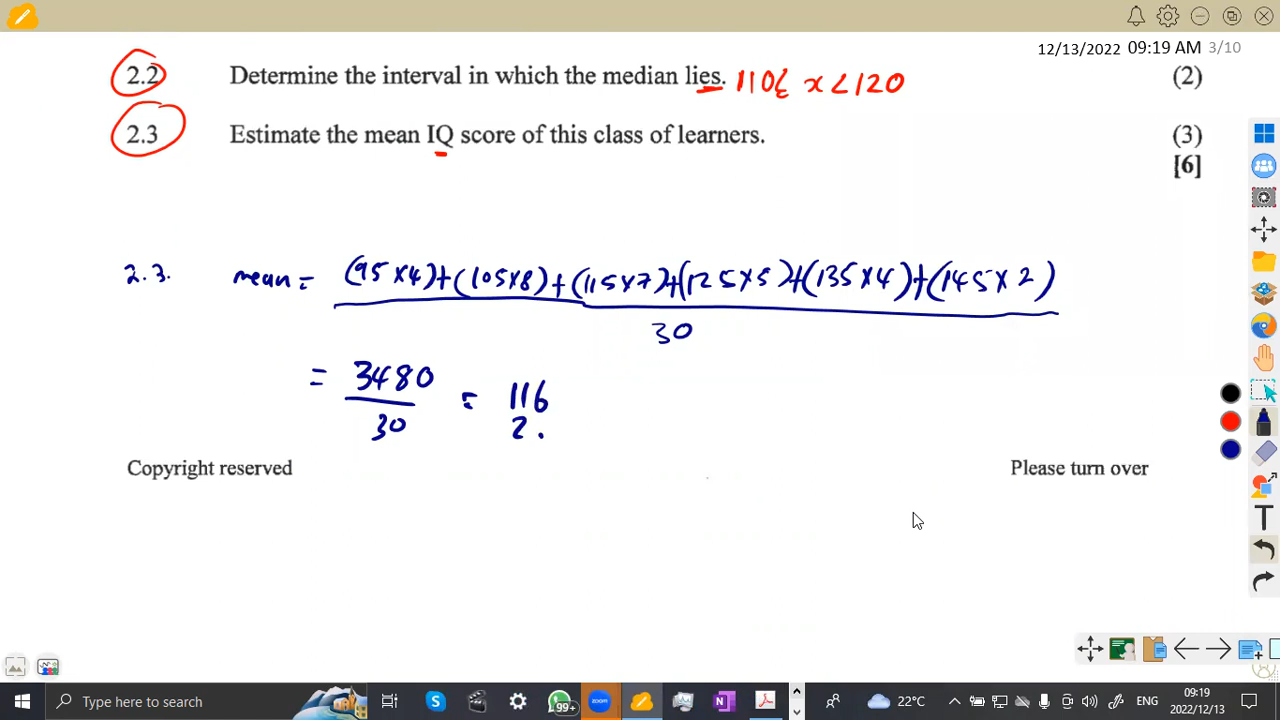 12/13/2022 09:19 AM 3/10
2.2 Determine the interval in which the median lies. 110≤ x<120 (2)
2.3 Estimate the mean IQ score of this class of learners. (3)
[6]
2.3. mean = (95×4)+(105×8)+(115×7)+(125×5)+(135×4)+(145×2)
30
= 3480 = 116
30 2.
Copyright reserved Please turn over
T
Type here to search 99+ 22°C ENG 09:19
2022/12/13